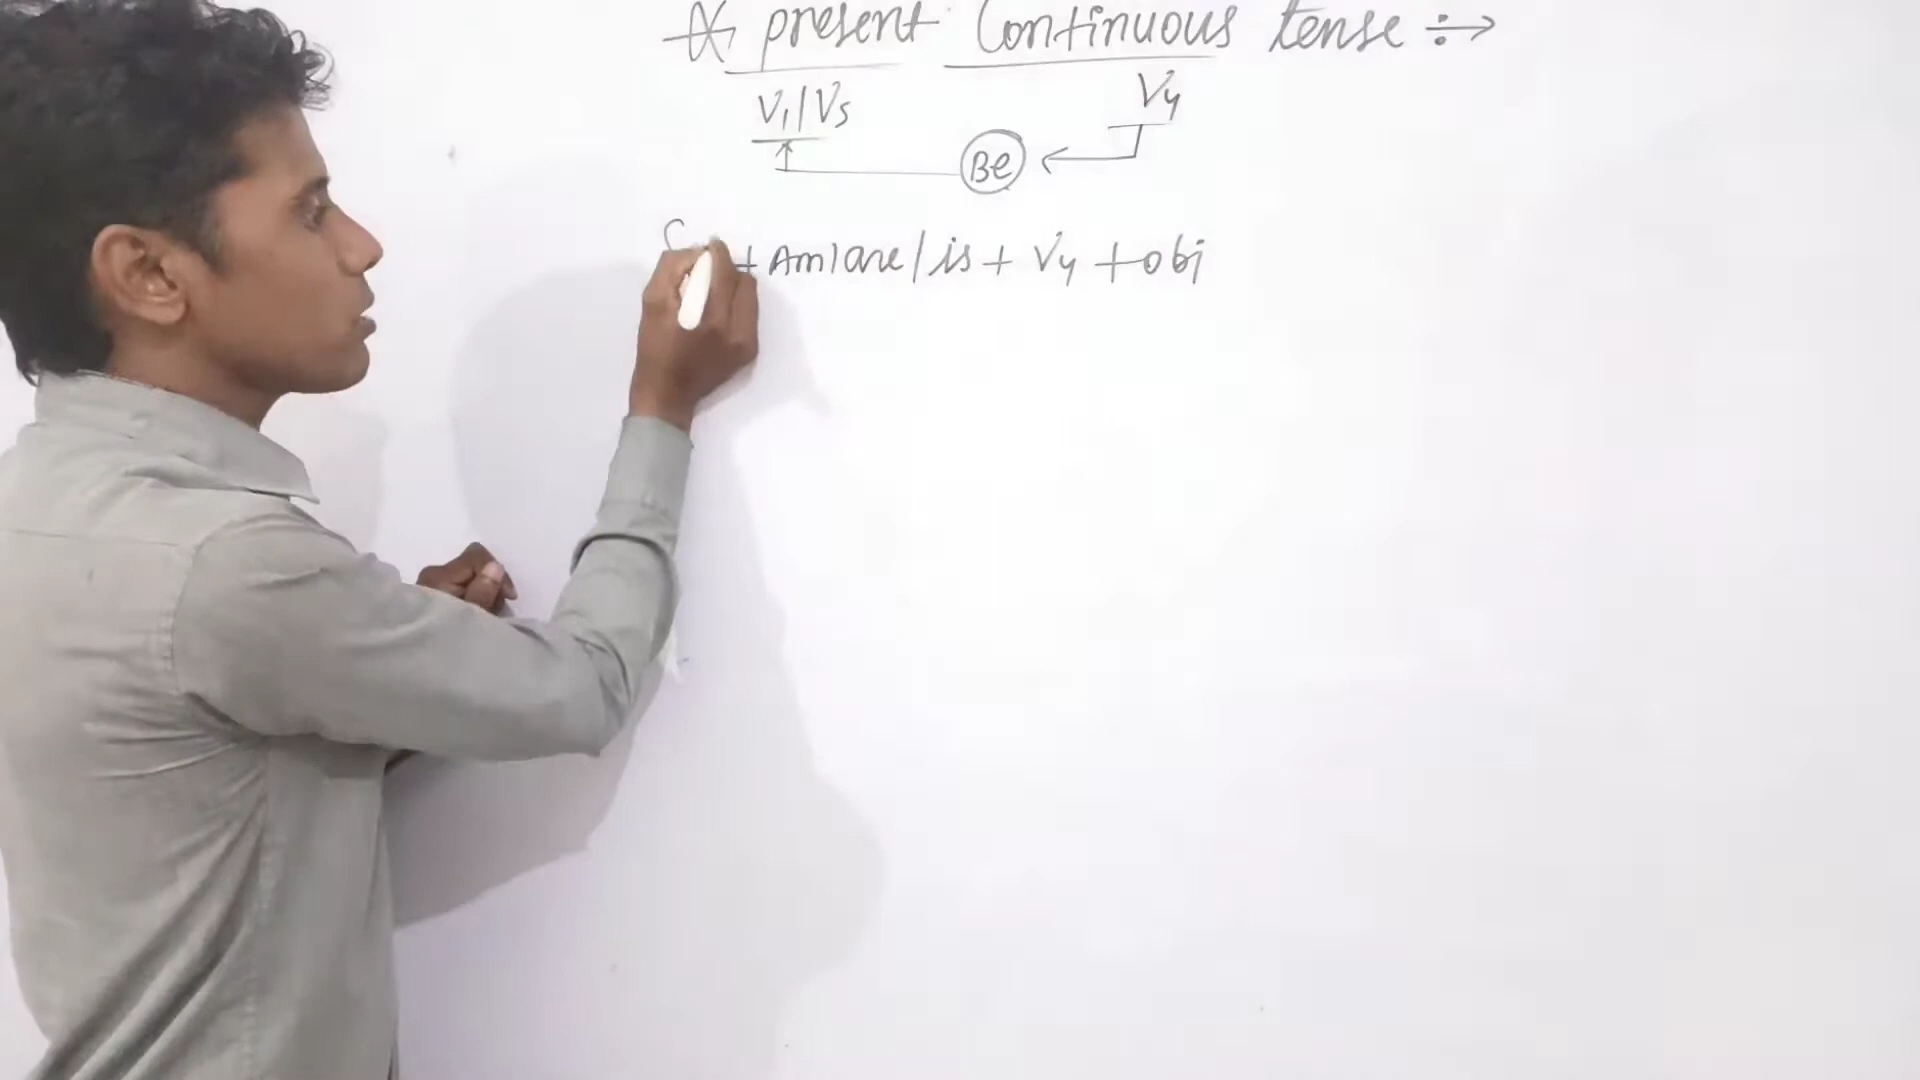 present Continuous tense ÷→
V1/V5 V4
Be
+ Am/are/is + V4 + obj